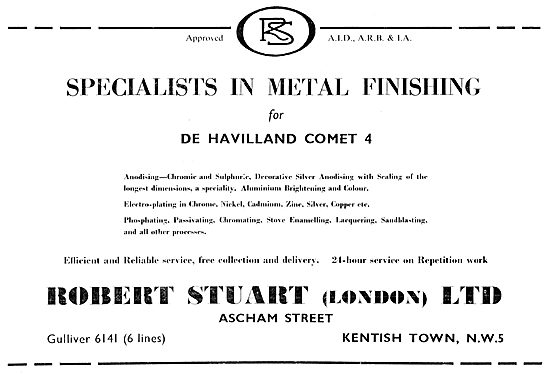 RS
Approved A.I.D., A.R.B. & I.A.
SPECIALISTS IN METAL FINISHING
for
DE HAVILLAND COMET 4
Anodising—Chromic and Sulphuric, Decorative Silver Anodising with Sealing of the
longest dimensions, a speciality. Aluminium Brightening and Colour.
Electro-plating in Chrome, Nickel, Cadmium, Zinc, Silver, Copper etc.
Phosphating, Passivating, Chromating, Stove Enamelling, Lacquering, Sandblasting,
and all other processes.
Efficient and Reliable service, free collection and delivery. 24-hour service on Repetition work
ROBERT STUART (LONDON) LTD
ASCHAM STREET
Gulliver 6141 (6 lines) KENTISH TOWN, N.W.5